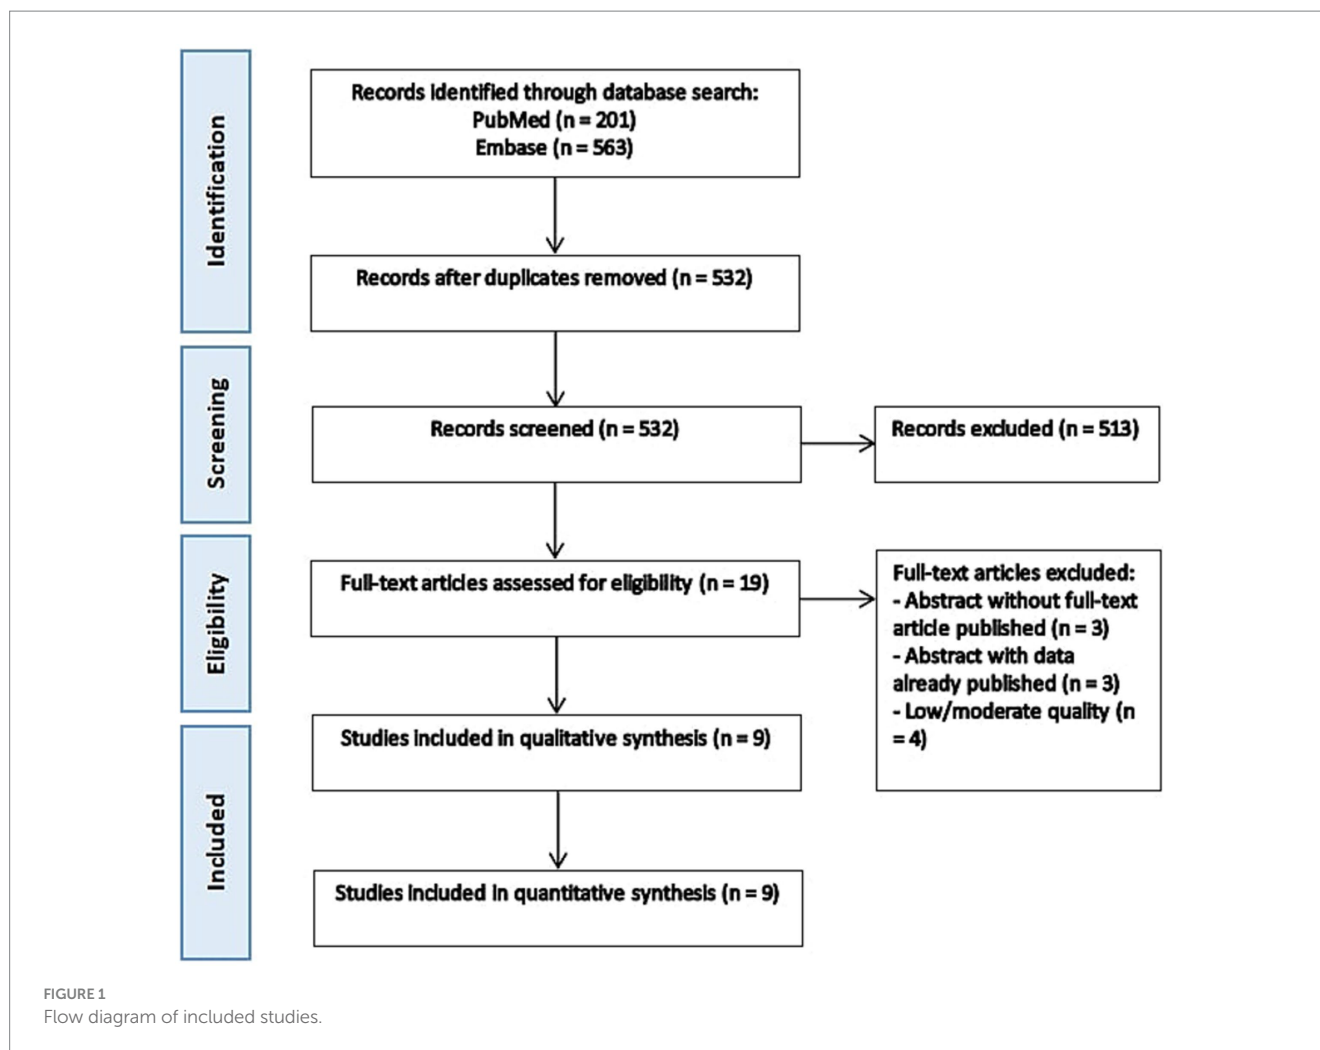 Identification
Records identified through database search:
PubMed (n = 201)
Embase (n = 563)
Records after duplicates removed (n = 532)
Screening
Records screened (n = 532)
Records excluded (n = 513)
Eligibility
Full-text articles assessed for eligibility (n = 19)
Full-text articles excluded:
- Abstract without full-text
article published (n = 3)
- Abstract with data
already published (n = 3)
- Low/moderate quality (n
= 4)
Included
Studies included in qualitative synthesis (n = 9)
Studies included in quantitative synthesis (n = 9)
FIGURE 1
Flow diagram of included studies.